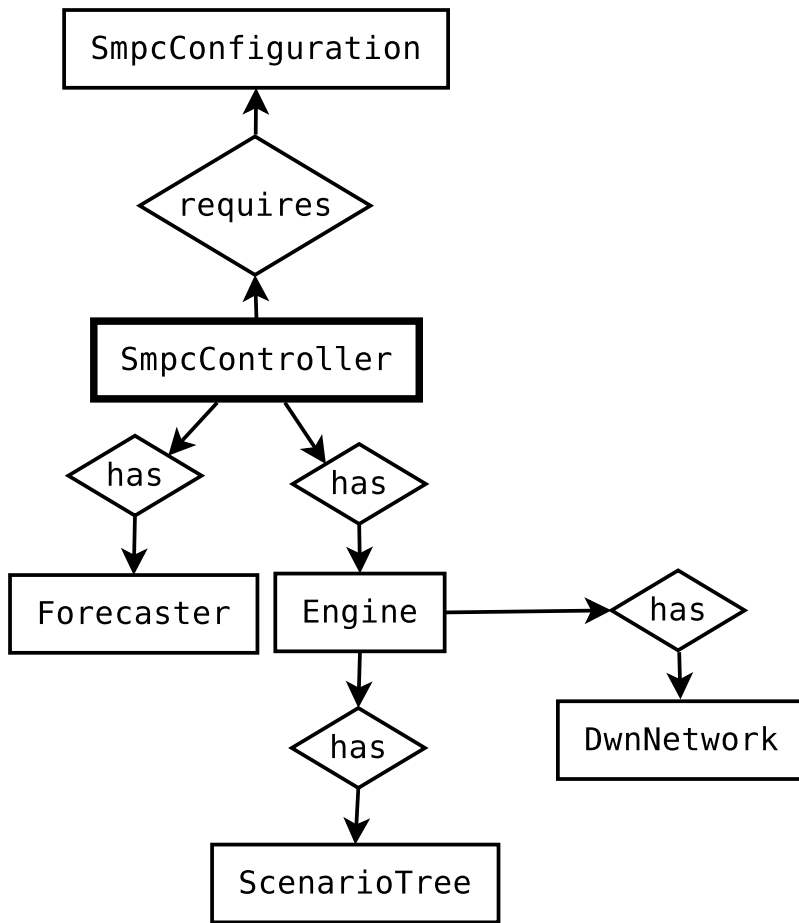 SmpcConfiguration
requires
SmpcController
has
has
Forecaster
Engine
has
has
DwnNetwork
ScenarioTree